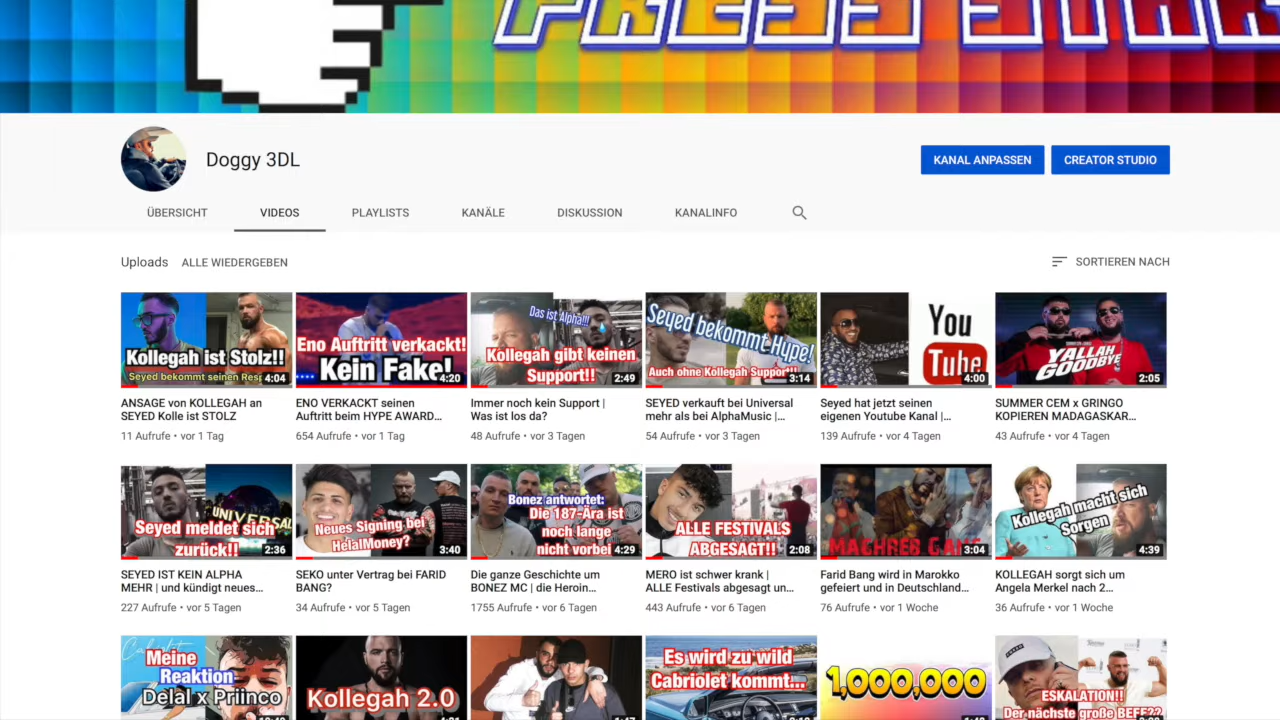 PRESS START
Doggy 3DL
KANAL ANPASSEN
CREATOR STUDIO
ÜBERSICHT
VIDEOS
PLAYLISTS
KANÄLE
DISKUSSION
KANALINFO
Uploads
ALLE WIEDERGEBEN
SORTIEREN NACH
Kollegah ist Stolz!!
Seyed bekommt seinen
4:04
Eno Auftritt verkackt!
Kein Fake!
4:20
Das ist Alpha!!!
Kollegah gibt keinen
Support!!
2:49
Seyed bekommt Hype!
Auch ohne Kollegah Support!!
3:14
You
Tube
4:00
YALLAH
GOODBYE
2:05
ANSAGE von KOLLEGAH an
SEYED Kolle ist STOLZ
11 Aufrufe • vor 1 Tag
ENO VERKACKT seinen
Auftritt beim HYPE AWARD…
654 Aufrufe • vor 1 Tag
Immer noch kein Support |
Was ist los da?
48 Aufrufe • vor 3 Tagen
SEYED verkauft bei Universal
mehr als bei AlphaMusic |…
54 Aufrufe • vor 3 Tagen
Seyed hat jetzt seinen
eigenen Youtube Kanal |…
139 Aufrufe • vor 4 Tagen
SUMMER CEM x GRINGO
KOPIEREN MADAGASKAR…
43 Aufrufe • vor 4 Tagen
UNIVERSAL
Seyed meldet sich
zurück!!
2:36
Neues Signing bei
HelalMoney?
3:40
Bonez antwortet:
Die 187-Ära ist
noch lange
nicht vorbei
4:29
ALLE FESTIVALS
ABGESAGT!!
2:08
MAGHREB GANG
3:04
Kollegah macht sich
Sorgen
4:39
SEYED IST KEIN ALPHA
MEHR | und kündigt neues…
227 Aufrufe • vor 5 Tagen
SEKO unter Vertrag bei FARID
BANG?
34 Aufrufe • vor 5 Tagen
Die ganze Geschichte um
BONEZ MC | die Heroin…
1755 Aufrufe • vor 6 Tagen
MERO ist schwer krank |
ALLE Festivals abgesagt un…
443 Aufrufe • vor 6 Tagen
Farid Bang wird in Marokko
gefeiert und in Deutschland…
76 Aufrufe • vor 1 Woche
KOLLEGAH sorgt sich um
Angela Merkel nach 2…
36 Aufrufe • vor 1 Woche
Meine
Reaktion
Delal x Priinco
Kollegah 2.0
Es wird zu wild
Cabriolet kommt...
1,000,000
ESKALATION!!
Der nächste große BEEF??